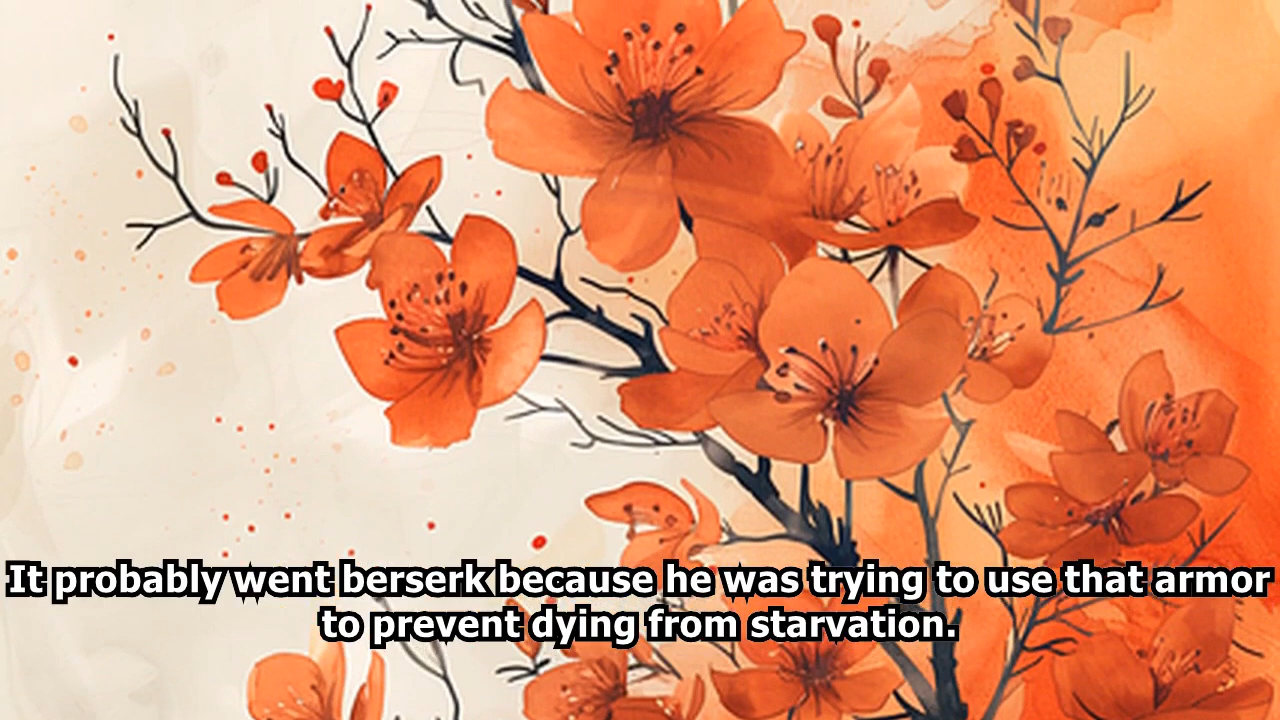 It probably went berserk because he was trying to use that armor
to prevent dying from starvation.